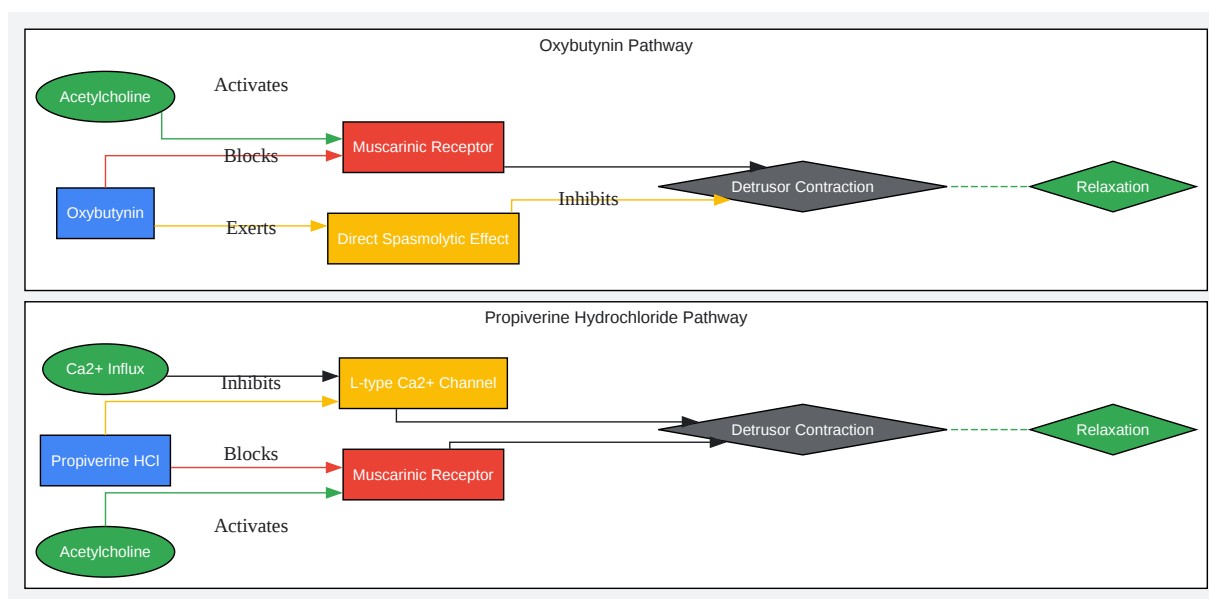 Oxybutynin Pathway
Activates
Acetylcholine
Muscarinic Receptor
Blocks
Detrusor Contraction
Relaxation
Inhibits
Oxybutynin
Exerts
Direct Spasmolytic Effect
Propiverine Hydrochloride Pathway
Ca2+ Influx
Inhibits
L-type Ca2+ Channel
Detrusor Contraction
Relaxation
Blocks
Propiverine HCl
Muscarinic Receptor
Activates
Acetylcholine